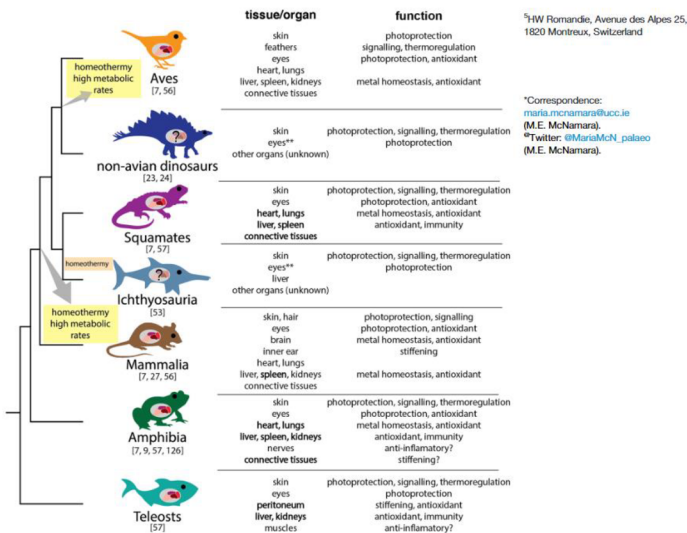 tissue/organ function
skin photoprotection
feathers signalling, thermoregulation
eyes photoprotection, antioxidant
heart, lungs
liver, spleen, kidneys metal homeostasis, antioxidant
connective tissues
homeothermy
high metabolic
rates
Aves
[7, 56]
?
skin photoprotection, signalling, thermoregulation
eyes** photoprotection
other organs (unknown)
non-avian dinosaurs
[23, 24]
skin photoprotection, signalling, thermoregulation
eyes photoprotection, antioxidant
heart, lungs metal homeostasis, antioxidant
liver, spleen antioxidant, immunity
connective tissues
Squamates
[7, 57]
homeothermy
?
skin photoprotection, signalling, thermoregulation
eyes** photoprotection
liver
other organs (unknown)
Ichthyosauria
[53]
homeothermy
high metabolic
rates
skin, hair photoprotection, signalling
eyes photoprotection, antioxidant
brain metal homeostasis, antioxidant
inner ear stiffening
heart, lungs
liver, spleen, kidneys metal homeostasis, antioxidant
connective tissues
Mammalia
[7, 27, 56]
skin photoprotection, signalling, thermoregulation
eyes photoprotection, antioxidant
heart, lungs metal homeostasis, antioxidant
liver, spleen, kidneys antioxidant, immunity
nerves anti-inflamatory?
connective tissues stiffening?
Amphibia
[7, 9, 57, 126]
skin photoprotection, signalling, thermoregulation
eyes photoprotection
peritoneum stiffening, antioxidant
liver, kidneys antioxidant, immunity
muscles anti-inflamatory?
Teleosts
[57]
5HW Romandie, Avenue des Alpes 25,
1820 Montreux, Switzerland
*Correspondence:
maria.mcnamara@ucc.ie
(M.E. McNamara).
@Twitter: @MariaMcN_palaeo
(M.E. McNamara).